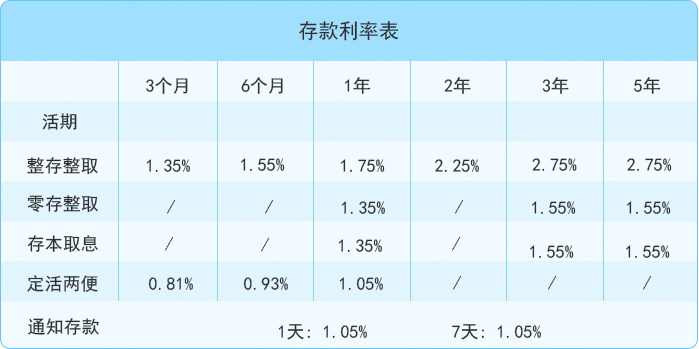 存款利率表
3个月 6个月 1年 2年 3年 5年
活期
整存整取 1.35% 1.55% 1.75% 2.25% 2.75% 2.75%
零存整取 / / 1.35% / 1.55% 1.55%
存本取息 / / 1.35% / 1.55% 1.55%
定活两便 0.81% 0.93% 1.05% / / /
通知存款 1天: 1.05% 7天: 1.05%